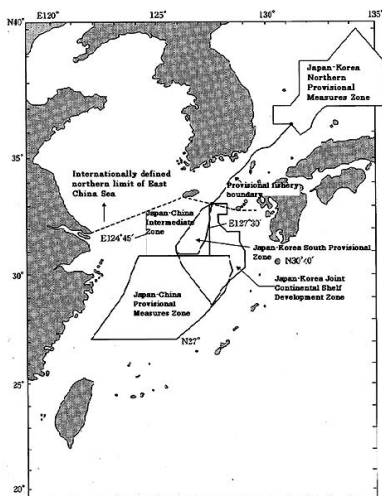 E120°
125°
130°
E135°
N40°
35°
30°
25°
20°
Japan-Korea
Northern
Provisional
Measures Zone
Internationally defined
northern limit of East
China Sea
Provisional fishery
boundary
Japan-China
Intermediate
Zone
E124°45'
E127°30'
Japan-Korea South Provisional
Zone
N30°40'
Japan-Korea Joint
Continental Shelf
Development Zone
Japan-China
Provisional
Measures Zone
N27°